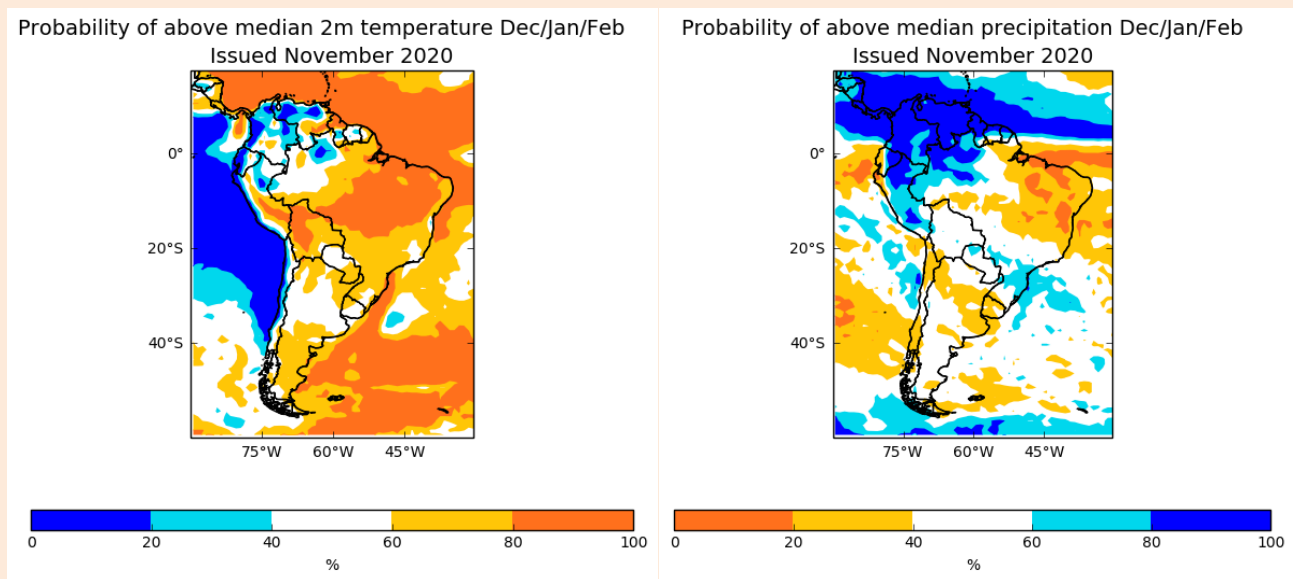 Probability of above median 2m temperature Dec/Jan/Feb
Issued November 2020
0°
20°S
40°S
75°W 60°W 45°W
0 20 40 60 80 100
%
Probability of above median precipitation Dec/Jan/Feb
Issued November 2020
0°
20°S
40°S
75°W 60°W 45°W
0 20 40 60 80 100
%